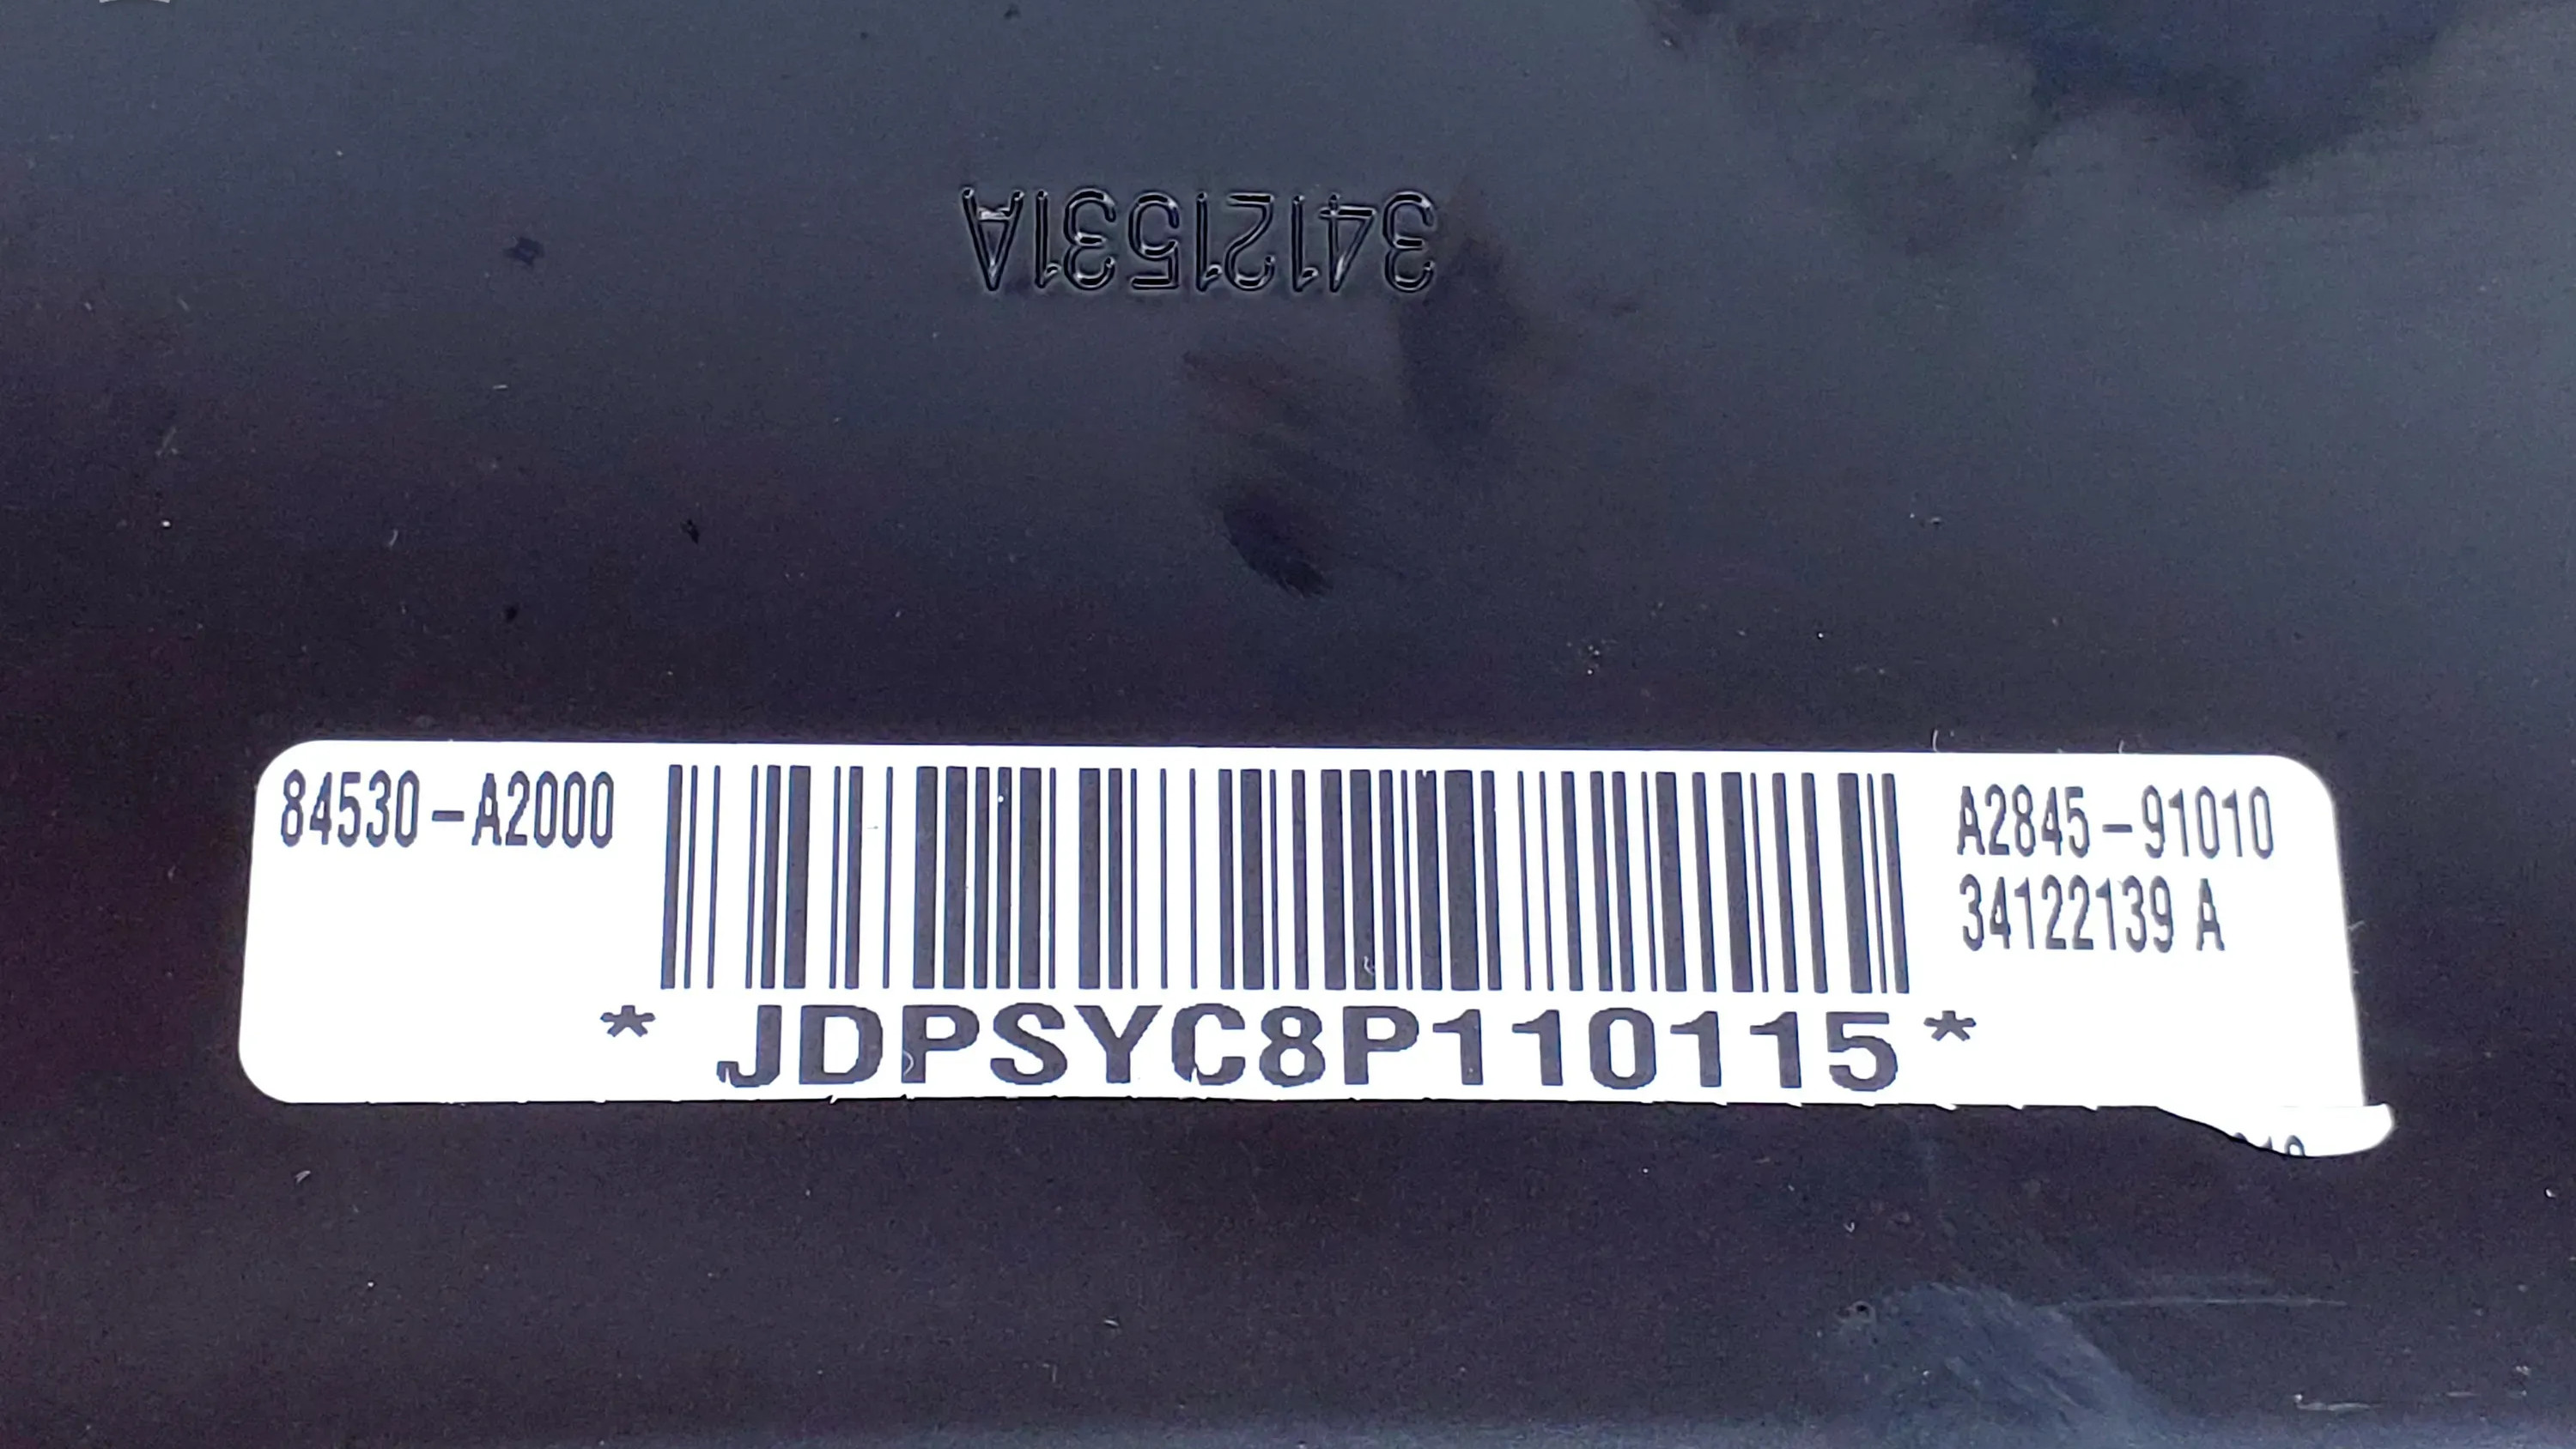 34121531A
84530-A2000
A2845-91010
34122139 A
* JDPSYC8P110115 *